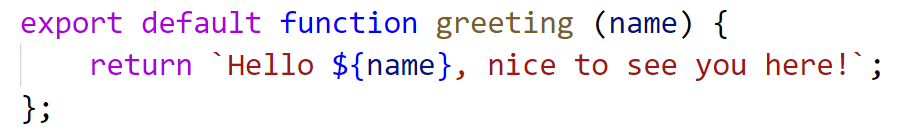 export default function greeting (name) {
    return `Hello ${name}, nice to see you here!`;
};